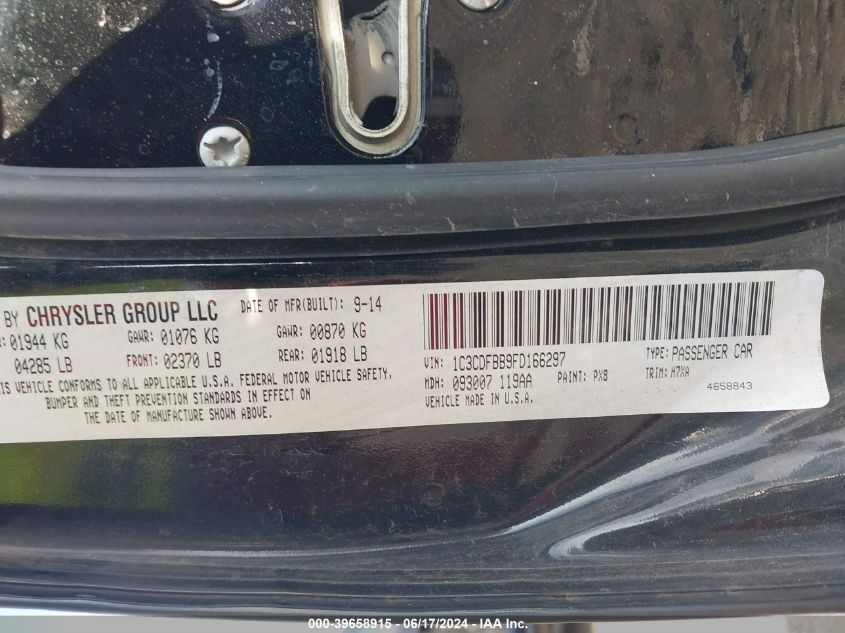 BY CHRYSLER GROUP LLC DATE OF MFR(BUILT): 9-14
01944 KG GAWR: 01076 KG GAWR: 00870 KG
04285 LB FRONT: 02370 LB REAR: 01918 LB
VEHICLE CONFORMS TO ALL APPLICABLE U.S.A. FEDERAL MOTOR VEHICLE SAFETY,
BUMPER AND THEFT PREVENTION STANDARDS IN EFFECT ON
THE DATE OF MANUFACTURE SHOWN ABOVE.
VIN: 1C3CDFBB9FD166297 TYPE: PASSENGER CAR
MDH: 093007 119AA PAINT: PX8 TRIM: H7XA
VEHICLE MADE IN U.S.A. 4658843
000-39658915 - 06/17/2024 - IAA Inc.